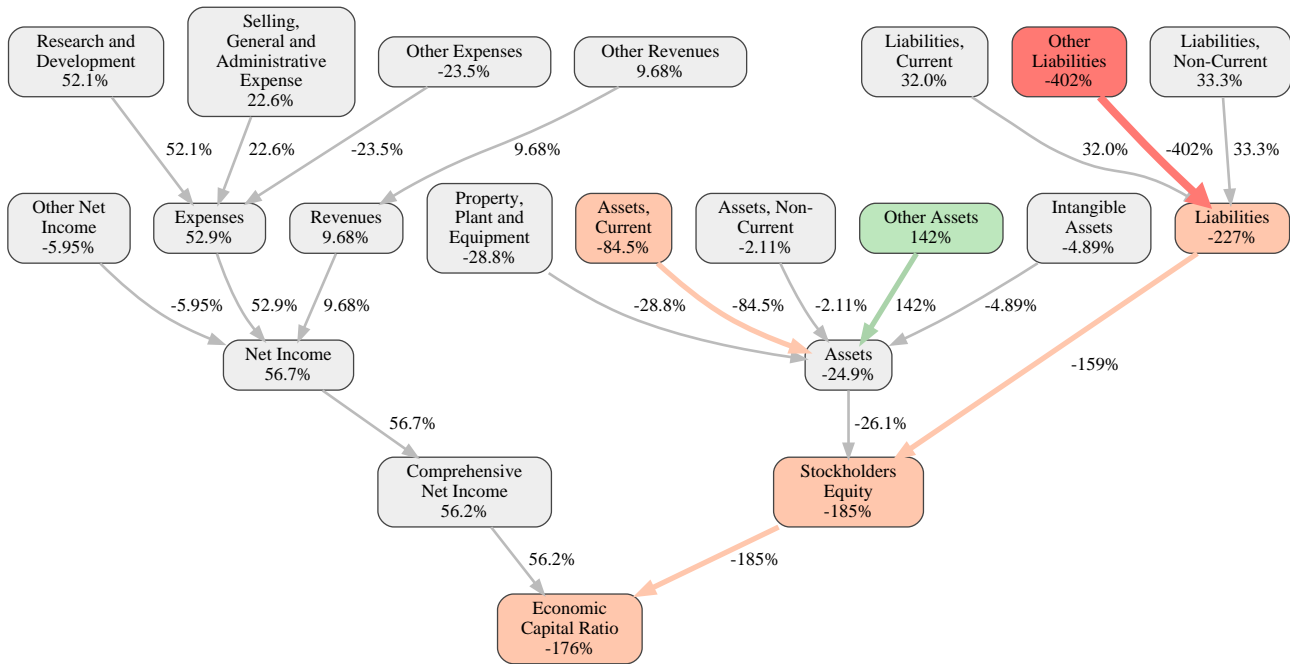 Research and
Development
52.1%
Selling,
General and
Administrative
Expense
22.6%
Other Expenses
-23.5%
Other Revenues
9.68%
Liabilities,
Current
32.0%
Other
Liabilities
-402%
Liabilities,
Non-Current
33.3%
52.1%
22.6%
-23.5%
9.68%
32.0%
-402%
33.3%
Other Net
Income
-5.95%
Expenses
52.9%
Revenues
9.68%
Property,
Plant and
Equipment
-28.8%
Assets,
Current
-84.5%
Assets, Non-
Current
-2.11%
Other Assets
142%
Intangible
Assets
-4.89%
Liabilities
-227%
-5.95%
52.9%
9.68%
-28.8%
-84.5%
-2.11%
142%
-4.89%
Net Income
56.7%
Assets
-24.9%
-159%
56.7%
-26.1%
Comprehensive
Net Income
56.2%
Stockholders
Equity
-185%
56.2%
-185%
Economic
Capital Ratio
-176%